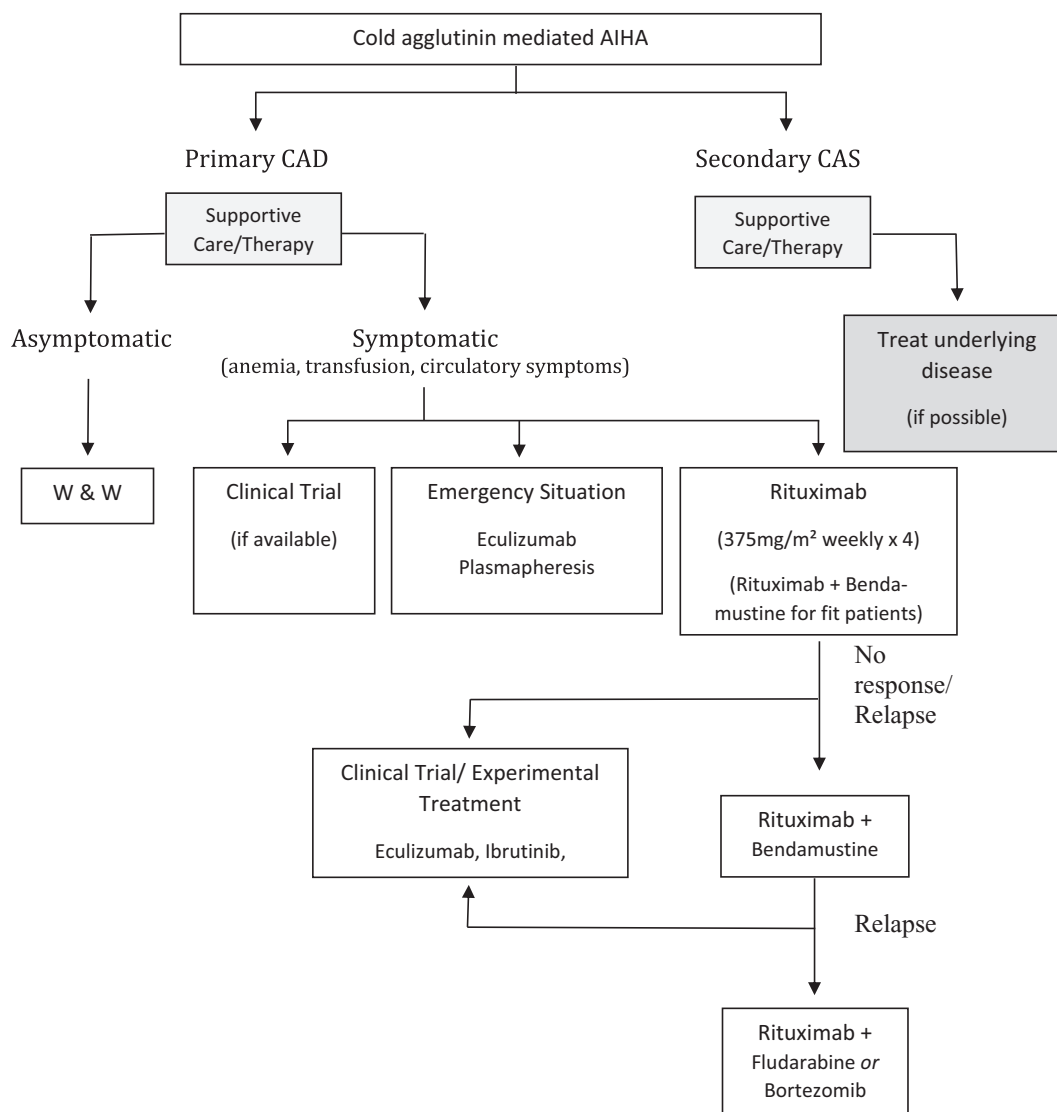 Cold agglutinin mediated AIHA
Primary CAD
Secondary CAS
Supportive
Care/Therapy
Supportive
Care/Therapy
Asymptomatic
Symptomatic
(anemia, transfusion, circulatory symptoms)
Treat underlying
disease
(if possible)
W & W
Clinical Trial
(if available)
Emergency Situation
Eculizumab
Plasmapheresis
Rituximab
(375mg/m² weekly x 4)
(Rituximab + Benda-
mustine for fit patients)
No
response/
Relapse
Clinical Trial/ Experimental
Treatment
Eculizumab, Ibrutinib,
Rituximab +
Bendamustine
Relapse
Rituximab +
Fludarabine or
Bortezomib